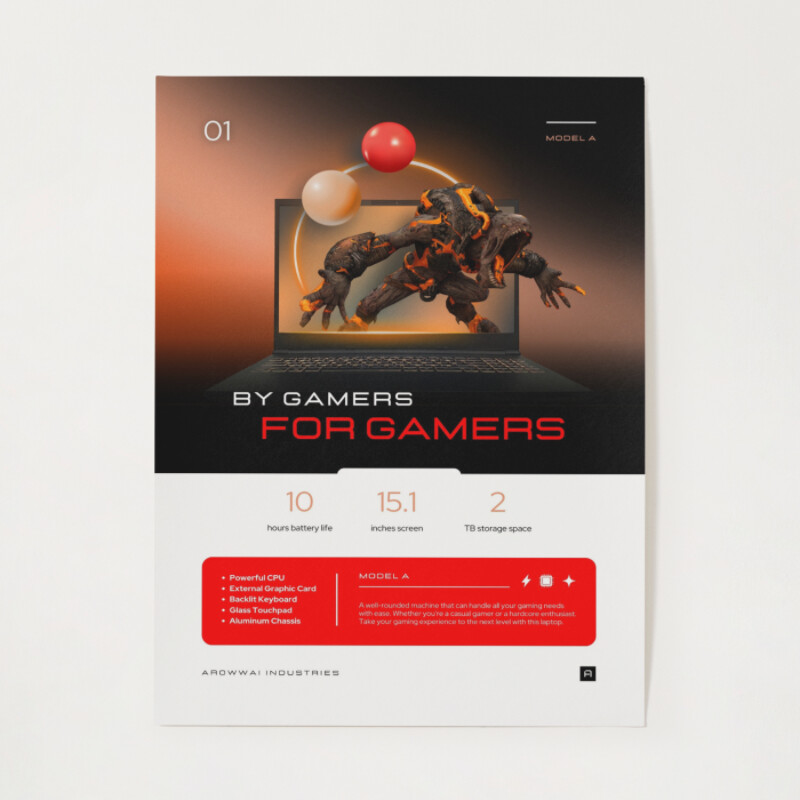 01
MODEL A
BY GAMERS
FOR GAMERS
10
hours battery life
15.1
inches screen
2
TB storage space
• Powerful CPU
• External Graphic Card
• Backlit Keyboard
• Glass Touchpad
• Aluminum Chassis
MODEL A
A well-rounded machine that can handle all your gaming needs
with ease. Whether you're a casual gamer or a hardcore enthusiast.
Take your gaming experience to the next level with this laptop.
AROWWAI INDUSTRIES
A